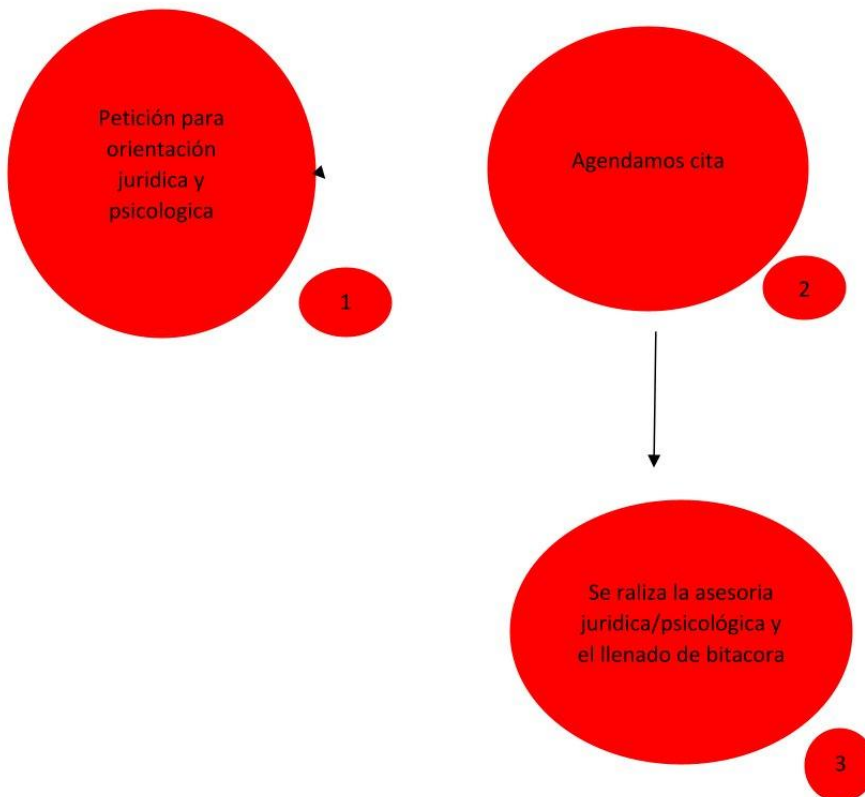 Petición para
orientación
juridica y
psicologica
1
Agendamos cita
2
Se raliza la asesoria
juridica/psicológica y
el llenado de bitacora
3